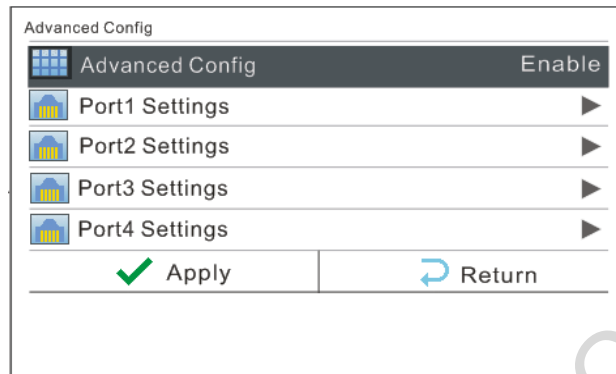 Advanced Config
Advanced Config Enable
Port1 Settings
Port2 Settings
Port3 Settings
Port4 Settings
Apply Return